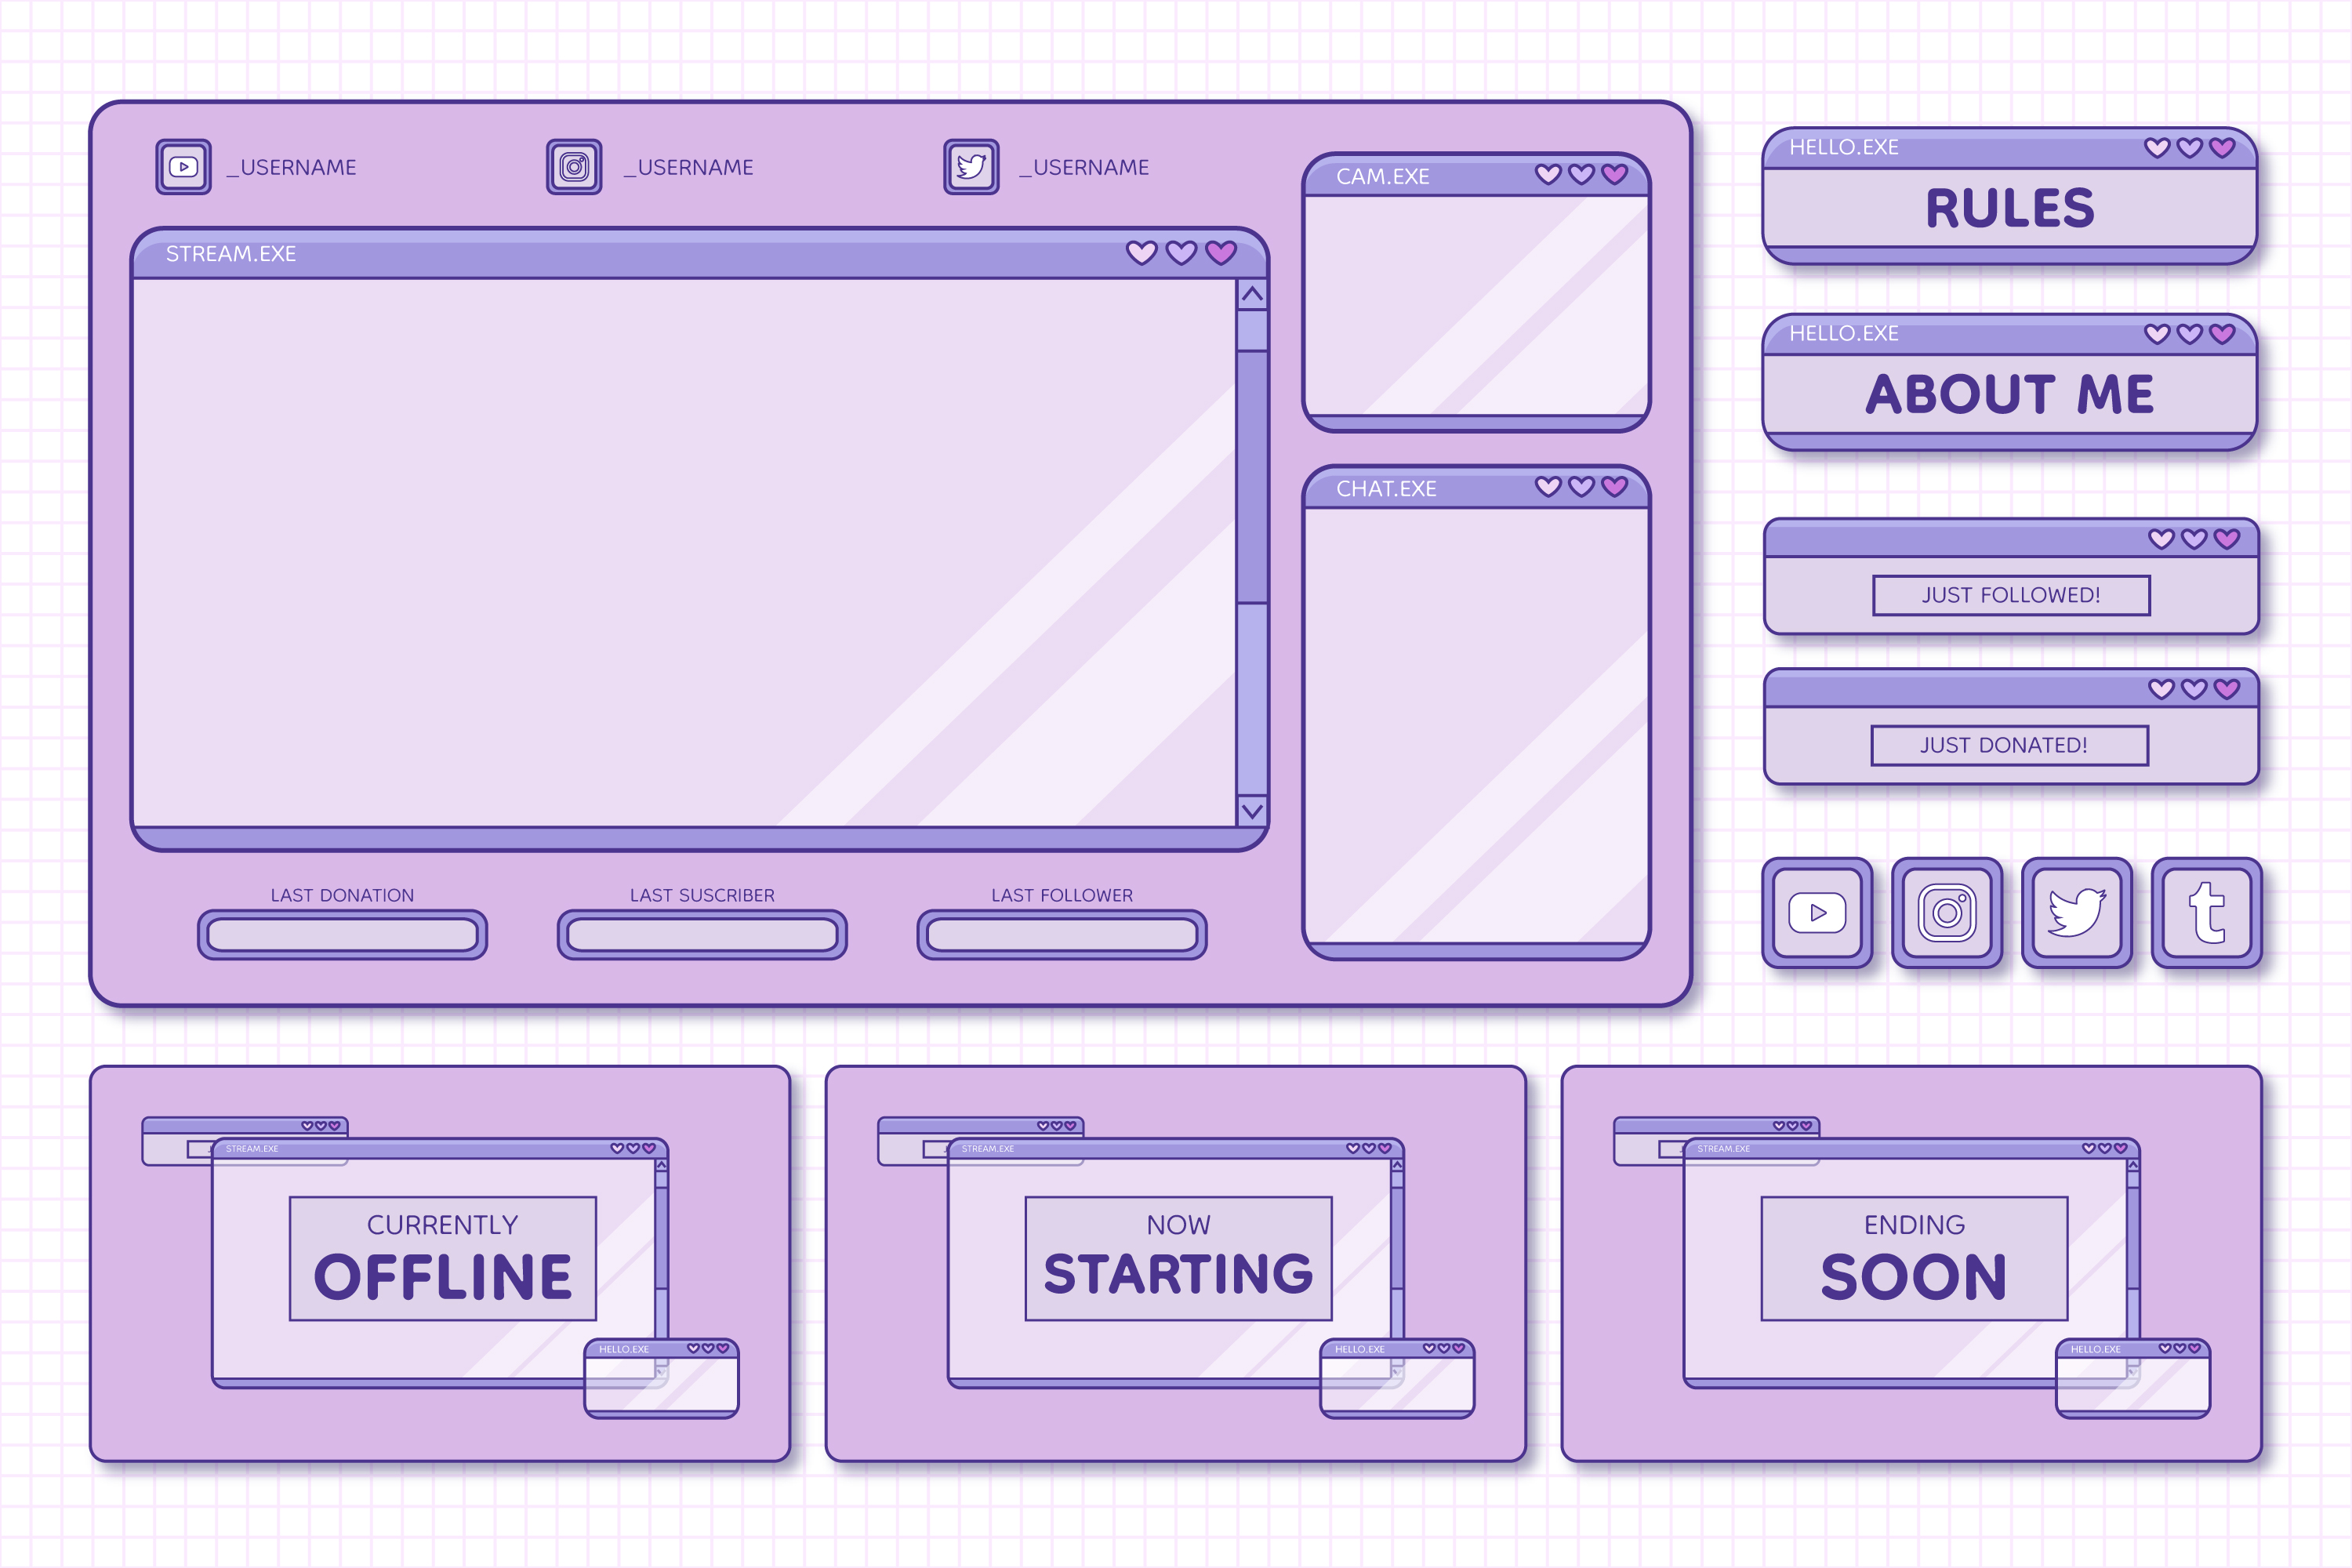 _USERNAME
_USERNAME
_USERNAME
STREAM.EXE
CAM.EXE
CHAT.EXE
LAST DONATION
LAST SUSCRIBER
LAST FOLLOWER
HELLO.EXE
RULES
HELLO.EXE
ABOUT ME
JUST FOLLOWED!
JUST DONATED!
t
STREAM.EXE
CURRENTLY
OFFLINE
HELLO.EXE
STREAM.EXE
NOW
STARTING
HELLO.EXE
STREAM.EXE
ENDING
SOON
HELLO.EXE